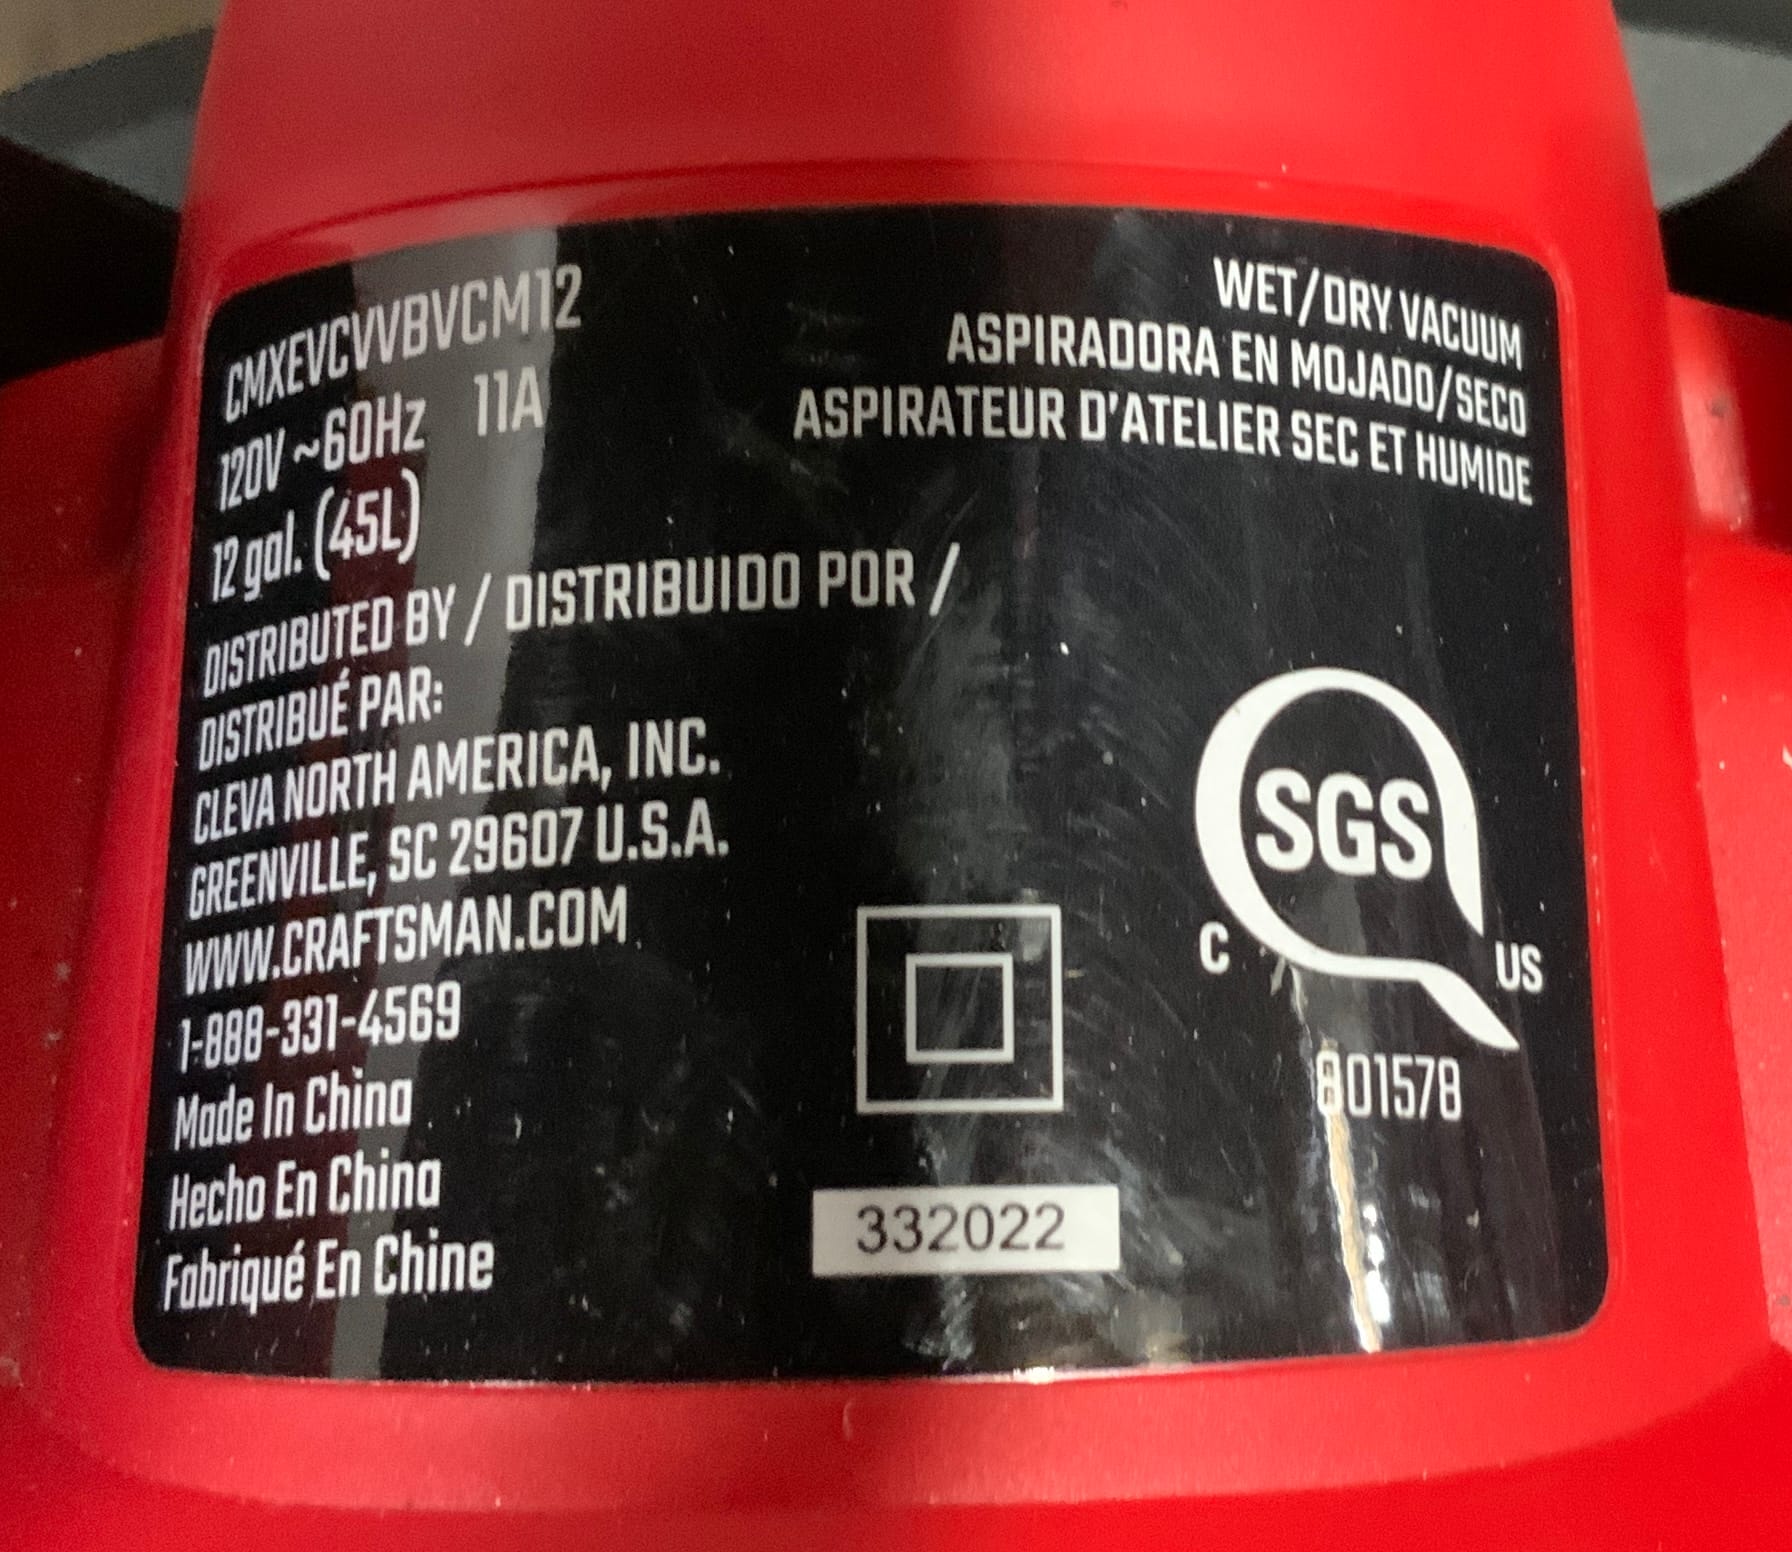 CMXEVCVVBVCM12
120V ~60Hz 11A
12 gal. (45L)
WET/DRY VACUUM
ASPIRADORA EN MOJADO/SECO
ASPIRATEUR D'ATELIER SEC ET HUMIDE
DISTRIBUTED BY / DISTRIBUIDO POR /
DISTRIBUÉ PAR:
CLEVA NORTH AMERICA, INC.
GREENVILLE, SC 29607 U.S.A.
WWW.CRAFTSMAN.COM
1-888-331-4569
Made In China
Hecho En China
Fabriqué En Chine
SGS
C US
801578
332022